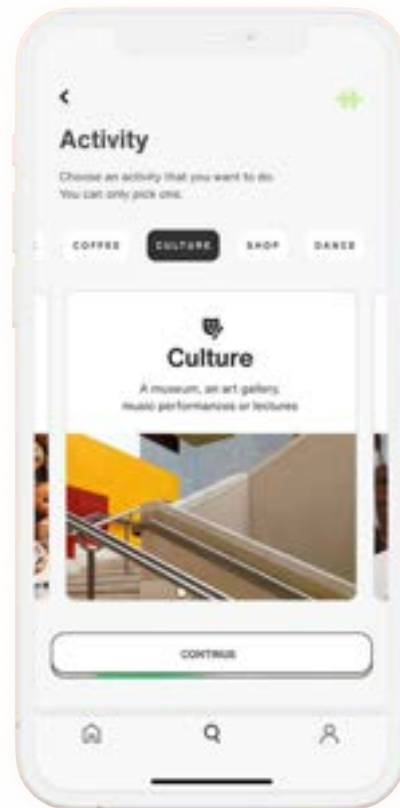 Activity
Choose an activity that you want to do.
You can only pick one.
COFFEE CULTURE SHOP DANCE
Culture
A museum, an art gallery,
music performances or lectures
CONTINUE